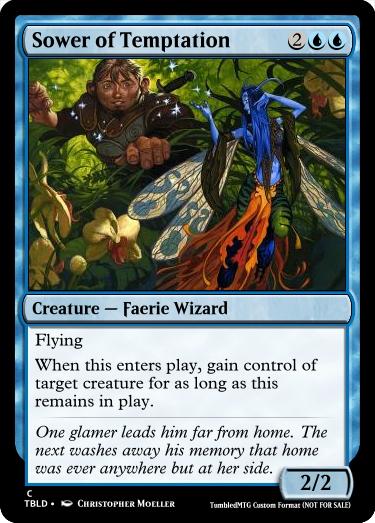 Sower of Temptation 2
Creature — Faerie Wizard
Flying
When this enters play, gain control of
target creature for as long as this
remains in play.
One glamer leads him far from home. The
next washes away his memory that home
was ever anywhere but at her side.
2/2
C
TBLD • Christopher Moeller
TumbledMTG Custom Format (NOT FOR SALE)